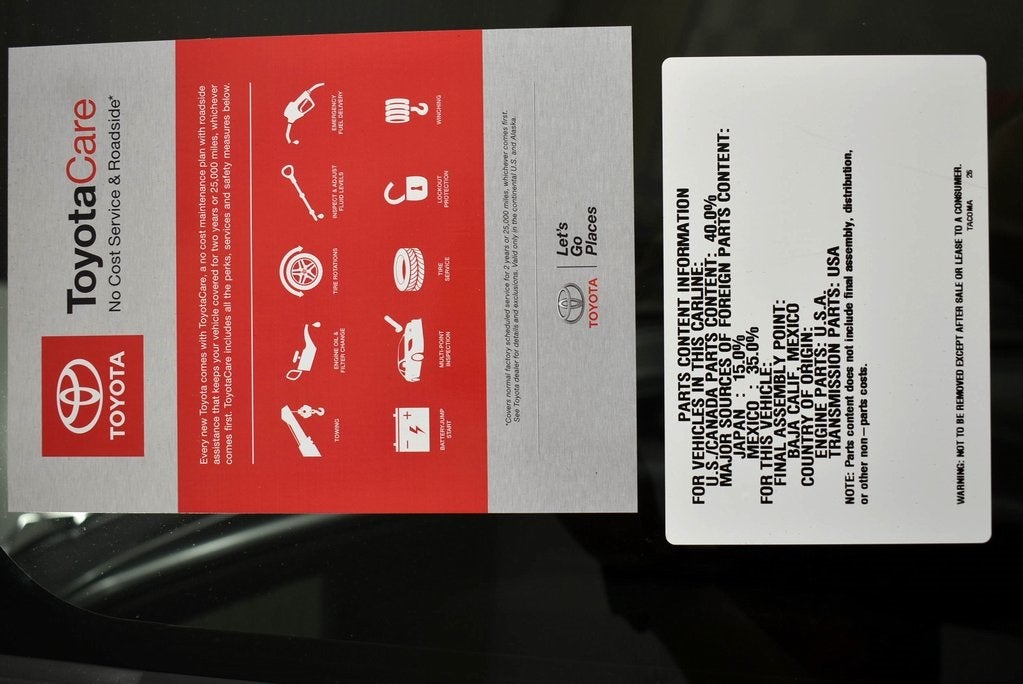 TOYOTA
ToyotaCare
No Cost Service & Roadside*
Every new Toyota comes with ToyotaCare, a no cost maintenance plan with roadside
assistance that keeps your vehicle covered for two years or 25,000 miles, whichever
comes first. ToyotaCare includes all the perks, services and safety measures below.
TOWING
ENGINE OIL &
FILTER CHANGE
TIRE ROTATIONS
INSPECT & ADJUST
FLUID LEVELS
EMERGENCY
FUEL DELIVERY
BATTERY/JUMP
START
MULTI-POINT
INSPECTION
TIRE
SERVICE
LOCKOUT
PROTECTION
WINCHING
*Covers normal factory scheduled service for 2 years or 25,000 miles, whichever comes first.
See Toyota dealer for details and exclusions. Valid only in the continental U.S. and Alaska.
TOYOTA
Let's
Go
Places
PARTS CONTENT INFORMATION
FOR VEHICLES IN THIS CARLINE:
U.S./CANADA PARTS CONTENT: 40.0%
MAJOR SOURCES OF FOREIGN PARTS CONTENT:
JAPAN : 15.0%
MEXICO : 35.0%
FOR THIS VEHICLE:
FINAL ASSEMBLY POINT:
BAJA CALIF, MEXICO
COUNTRY OF ORIGIN:
ENGINE PARTS: U.S.A.
TRANSMISSION PARTS: USA
NOTE: Parts content does not include final assembly, distribution,
or other non-parts costs.
WARNING: NOT TO BE REMOVED EXCEPT AFTER SALE OR LEASE TO A CONSUMER.
TACOMA 26